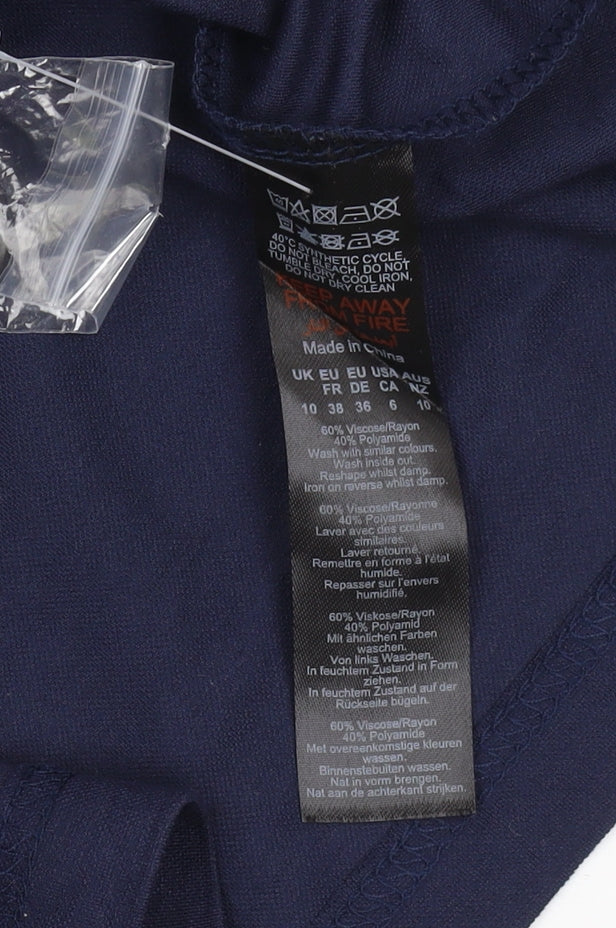 40°C SYNTHETIC CYCLE,
DO NOT BLEACH, DO NOT
TUMBLE DRY, COOL IRON,
DO NOT DRY CLEAN
KEEP AWAY
FROM FIRE
Made in China
UK EU EU USA AUS
FR DE CA NZ
10 38 36 6 10
60% Viscose/Rayon
40% Polyamide
Wash with similar colours.
Wash inside out.
Reshape whilst damp.
Iron on reverse whilst damp.
60% Viscose/Rayonne
40% Polyamide
Laver avec des couleurs
similaires.
Laver retourné.
Remettre en forme à l'état
humide.
Repasser sur l'envers
humidifié.
60% Viskose/Rayon
40% Polyamid
Mit ähnlichen Farben
waschen.
Von links Waschen.
In feuchtem Zustand in Form
ziehen.
In feuchtem Zustand auf der
Rückseite bügeln.
60% Viscose/Rayon
40% Polyamide
Met overeenkomstige kleuren
wassen.
Binnenstebuiten wassen.
Nat in vorm brengen.
Nat aan de achterkant strijken.